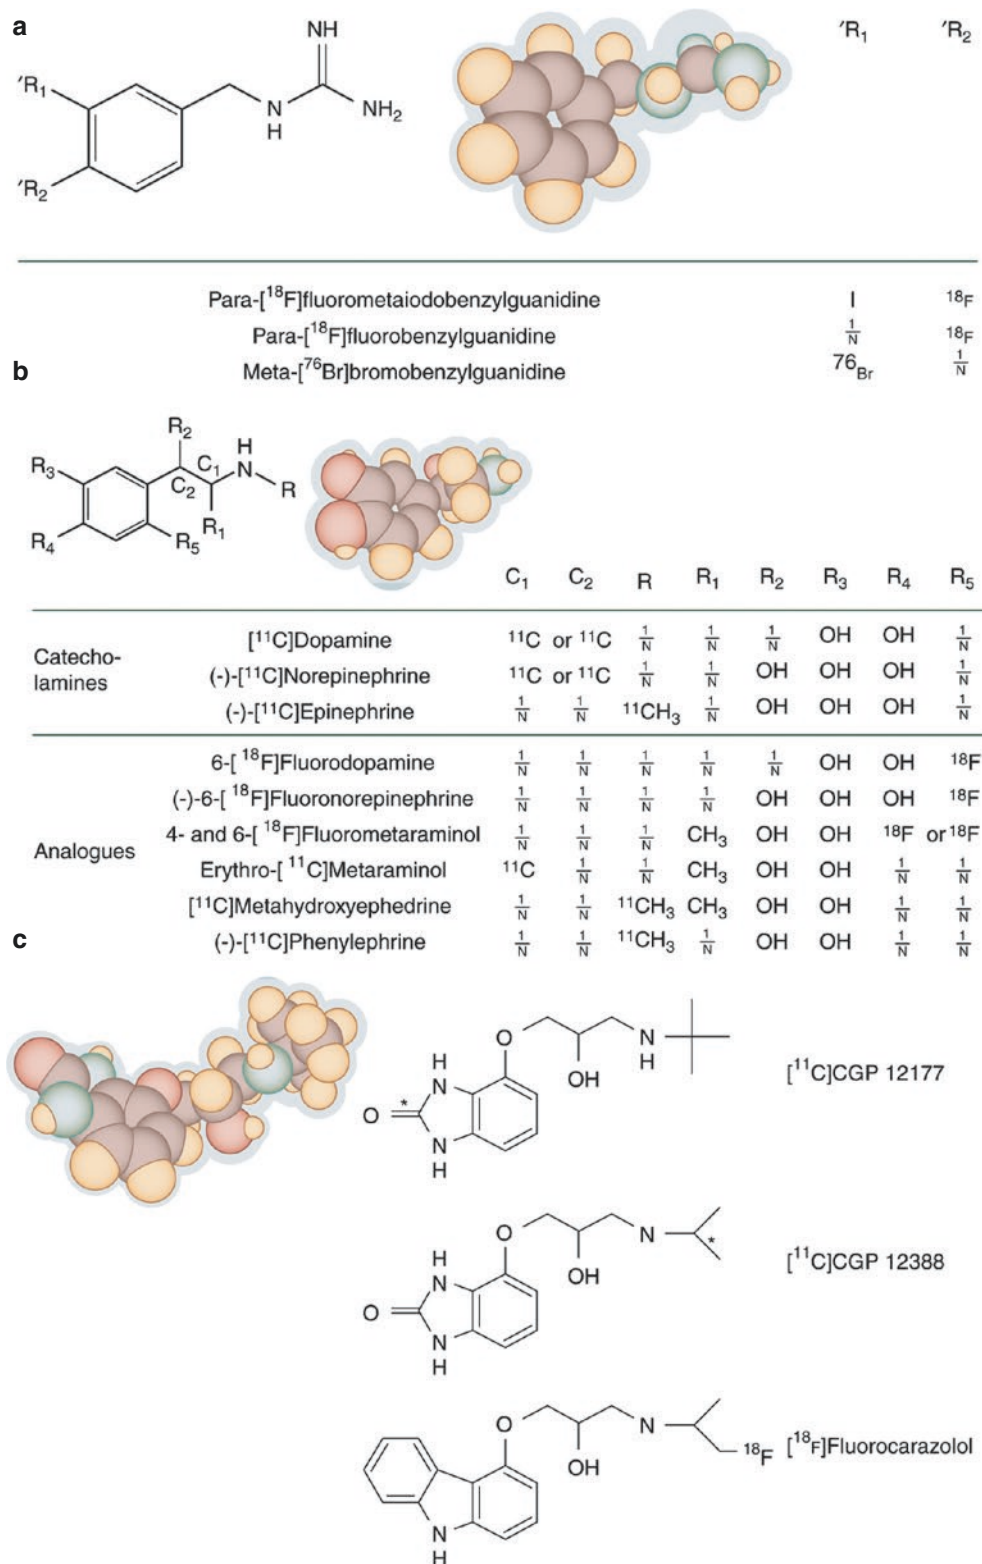 a
'R₁ 'R₂
NH
'R₁
N
H
NH₂
'R₂
Para-[¹⁸F]fluorometaiodobenzylguanidine I ¹⁸F
Para-[¹⁸F]fluorobenzylguanidine 1/N ¹⁸F
Meta-[⁷⁶Br]bromobenzylguanidine ⁷⁶Br 1/N
b
R₂
R₃ C₁ H
N
C₂ R
R₄ R₅ R₁
C₁ C₂ R R₁ R₂ R₃ R₄ R₅
Catecho-
lamines
[¹¹C]Dopamine ¹¹C or ¹¹C 1/N 1/N 1/N OH OH 1/N
(-)-[¹¹C]Norepinephrine ¹¹C or ¹¹C 1/N 1/N OH OH OH 1/N
(-)-[¹¹C]Epinephrine 1/N 1/N ¹¹CH₃ 1/N OH OH OH 1/N
Analogues
6-[¹⁸F]Fluorodopamine 1/N 1/N 1/N 1/N 1/N OH OH ¹⁸F
(-)-6-[¹⁸F]Fluoronorepinephrine 1/N 1/N 1/N 1/N OH OH OH ¹⁸F
4- and 6-[¹⁸F]Fluorometaraminol 1/N 1/N 1/N CH₃ OH OH ¹⁸F or ¹⁸F
Erythro-[¹¹C]Metaraminol ¹¹C 1/N 1/N CH₃ OH OH 1/N 1/N
[¹¹C]Metahydroxyephedrine 1/N 1/N ¹¹CH₃ CH₃ OH OH 1/N 1/N
(-)-[¹¹C]Phenylephrine 1/N 1/N ¹¹CH₃ 1/N OH OH 1/N 1/N
c
O
N
H
OH
H
N
O
*
N
H
[¹¹C]CGP 12177
O
N
*
OH
H
N
O
N
H
[¹¹C]CGP 12388
O
N
OH
¹⁸F
[¹⁸F]Fluorocarazolol
N
H